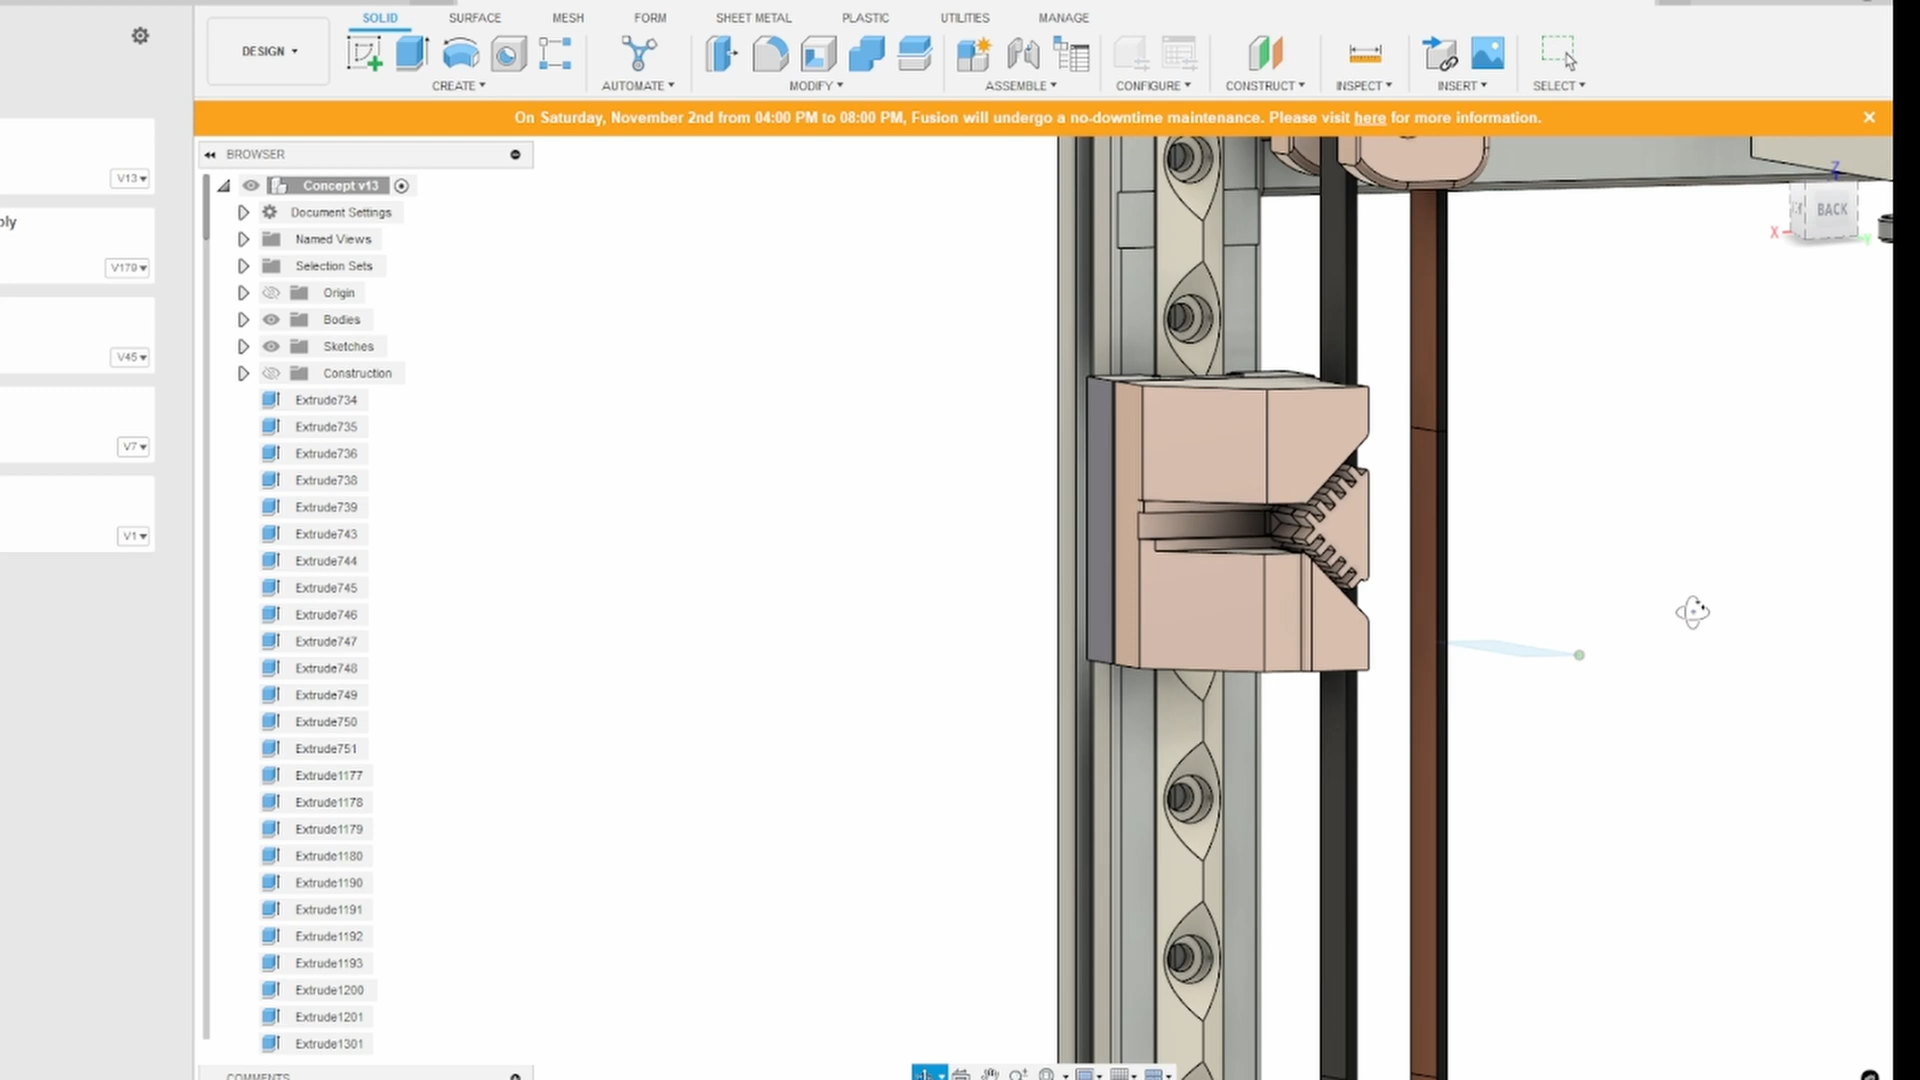 SOLID SURFACE MESH FORM SHEET METAL PLASTIC UTILITIES MANAGE
DESIGN
CREATE AUTOMATE MODIFY ASSEMBLE CONFIGURE CONSTRUCT INSPECT INSERT SELECT
On Saturday, November 2nd from 04:00 PM to 08:00 PM, Fusion will undergo a no-downtime maintenance. Please visit here for more information.
BROWSER
V13
ply
V179
V45
V7
V1
Concept v13
Document Settings
Named Views
Selection Sets
Origin
Bodies
Sketches
Construction
Extrude734
Extrude735
Extrude736
Extrude738
Extrude739
Extrude743
Extrude744
Extrude745
Extrude746
Extrude747
Extrude748
Extrude749
Extrude750
Extrude751
Extrude1177
Extrude1178
Extrude1179
Extrude1180
Extrude1190
Extrude1191
Extrude1192
Extrude1193
Extrude1200
Extrude1201
Extrude1301
COMMENTS
Z
BACK
X
Y